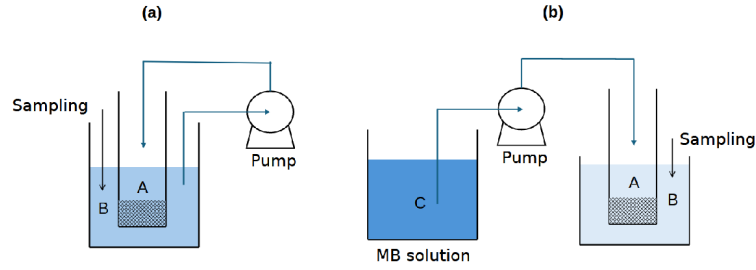 (a)
Sampling
Pump
A
B
(b)
Pump
Sampling
A
B
C
MB solution